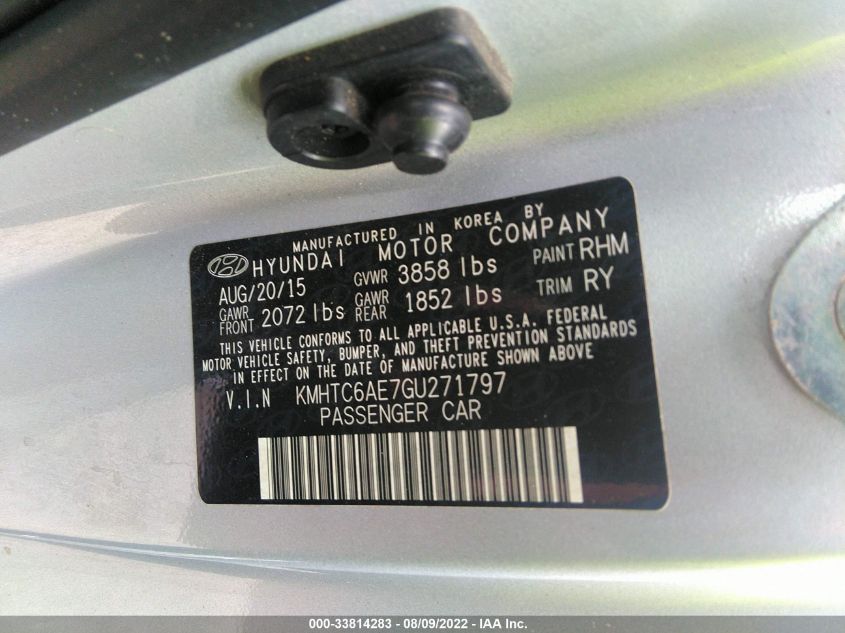 MANUFACTURED IN KOREA BY
HYUNDAI MOTOR COMPANY
AUG/20/15 GVWR 3858 lbs PAINT RHM
GAWR FRONT 2072 lbs GAWR REAR 1852 lbs TRIM RY
THIS VEHICLE CONFORMS TO ALL APPLICABLE U.S.A. FEDERAL
MOTOR VEHICLE SAFETY, BUMPER, AND THEFT PREVENTION STANDARDS
IN EFFECT ON THE DATE OF MANUFACTURE SHOWN ABOVE
V.I.N KMHTC6AE7GU271797
PASSENGER CAR
000-33814283 - 08/09/2022 - IAA Inc.